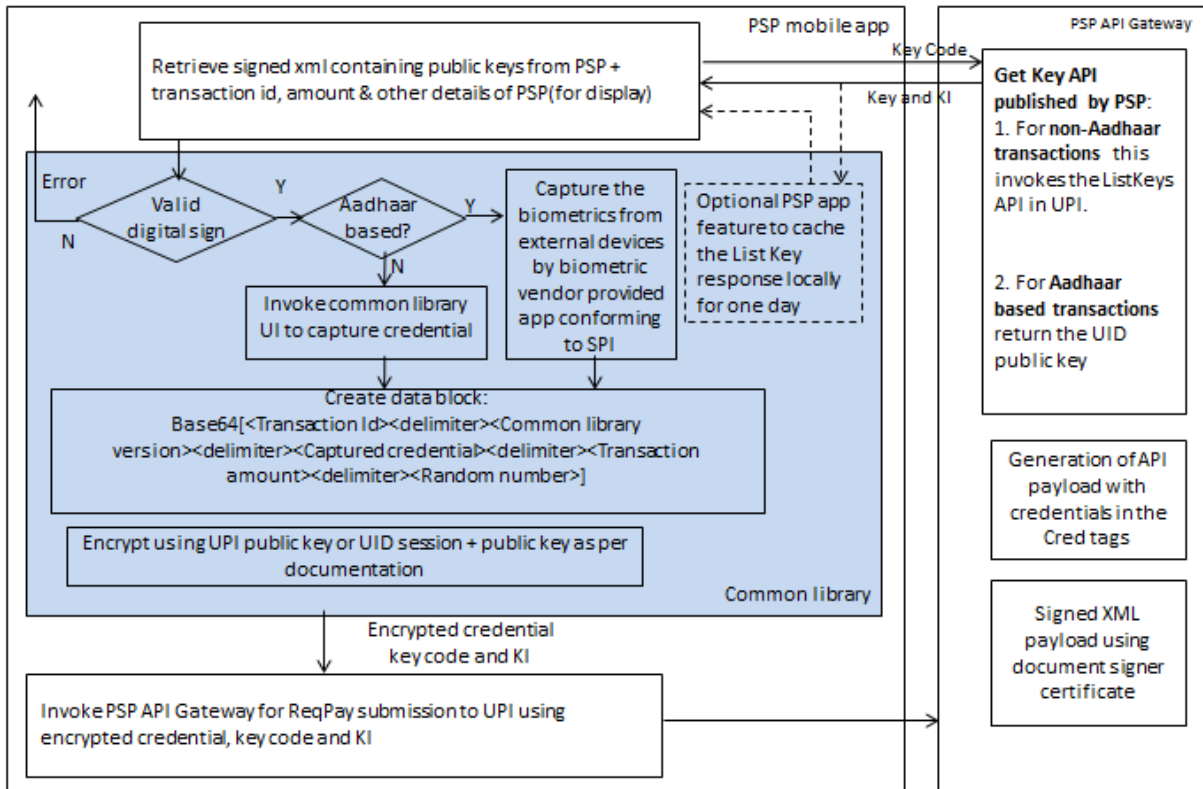 PSP mobile app
PSP API Gateway
Retrieve signed xml containing public keys from PSP +
transaction id, amount & other details of PSP(for display)
Key Code
Key and KI
Get Key API
published by PSP:
1. For non-Aadhaar
transactions this
invokes the ListKeys
API in UPI.
2. For Aadhaar
based transactions
return the UID
public key
Error
N
Valid
digital sign
Y
Aadhaar
based?
Y
N
Capture the
biometrics from
external devices
by biometric
vendor provided
app conforming
to SPI
Optional PSP app
feature to cache
the List Key
response locally
for one day
Invoke common library
UI to capture credential
Create data block:
Base64[<Transaction Id><delimiter><Common library
version><delimiter><Captured credential><delimiter><Transaction
amount><delimiter><Random number>]
Encrypt using UPI public key or UID session + public key as per
documentation
Common library
Generation of API
payload with
credentials in the
Cred tags
Signed XML
payload using
document signer
certificate
Encrypted credential
key code and KI
Invoke PSP API Gateway for ReqPay submission to UPI using
encrypted credential, key code and KI